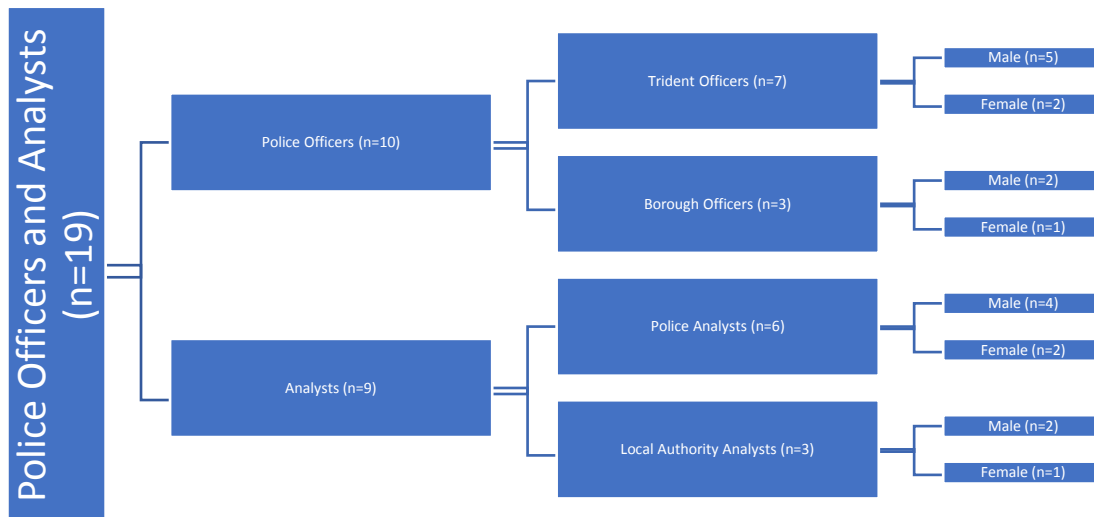 Police Officers and Analysts
(n=19)
Police Officers (n=10)
Trident Officers (n=7)
Male (n=5)
Female (n=2)
Borough Officers (n=3)
Male (n=2)
Female (n=1)
Analysts (n=9)
Police Analysts (n=6)
Male (n=4)
Female (n=2)
Local Authority Analysts (n=3)
Male (n=2)
Female (n=1)